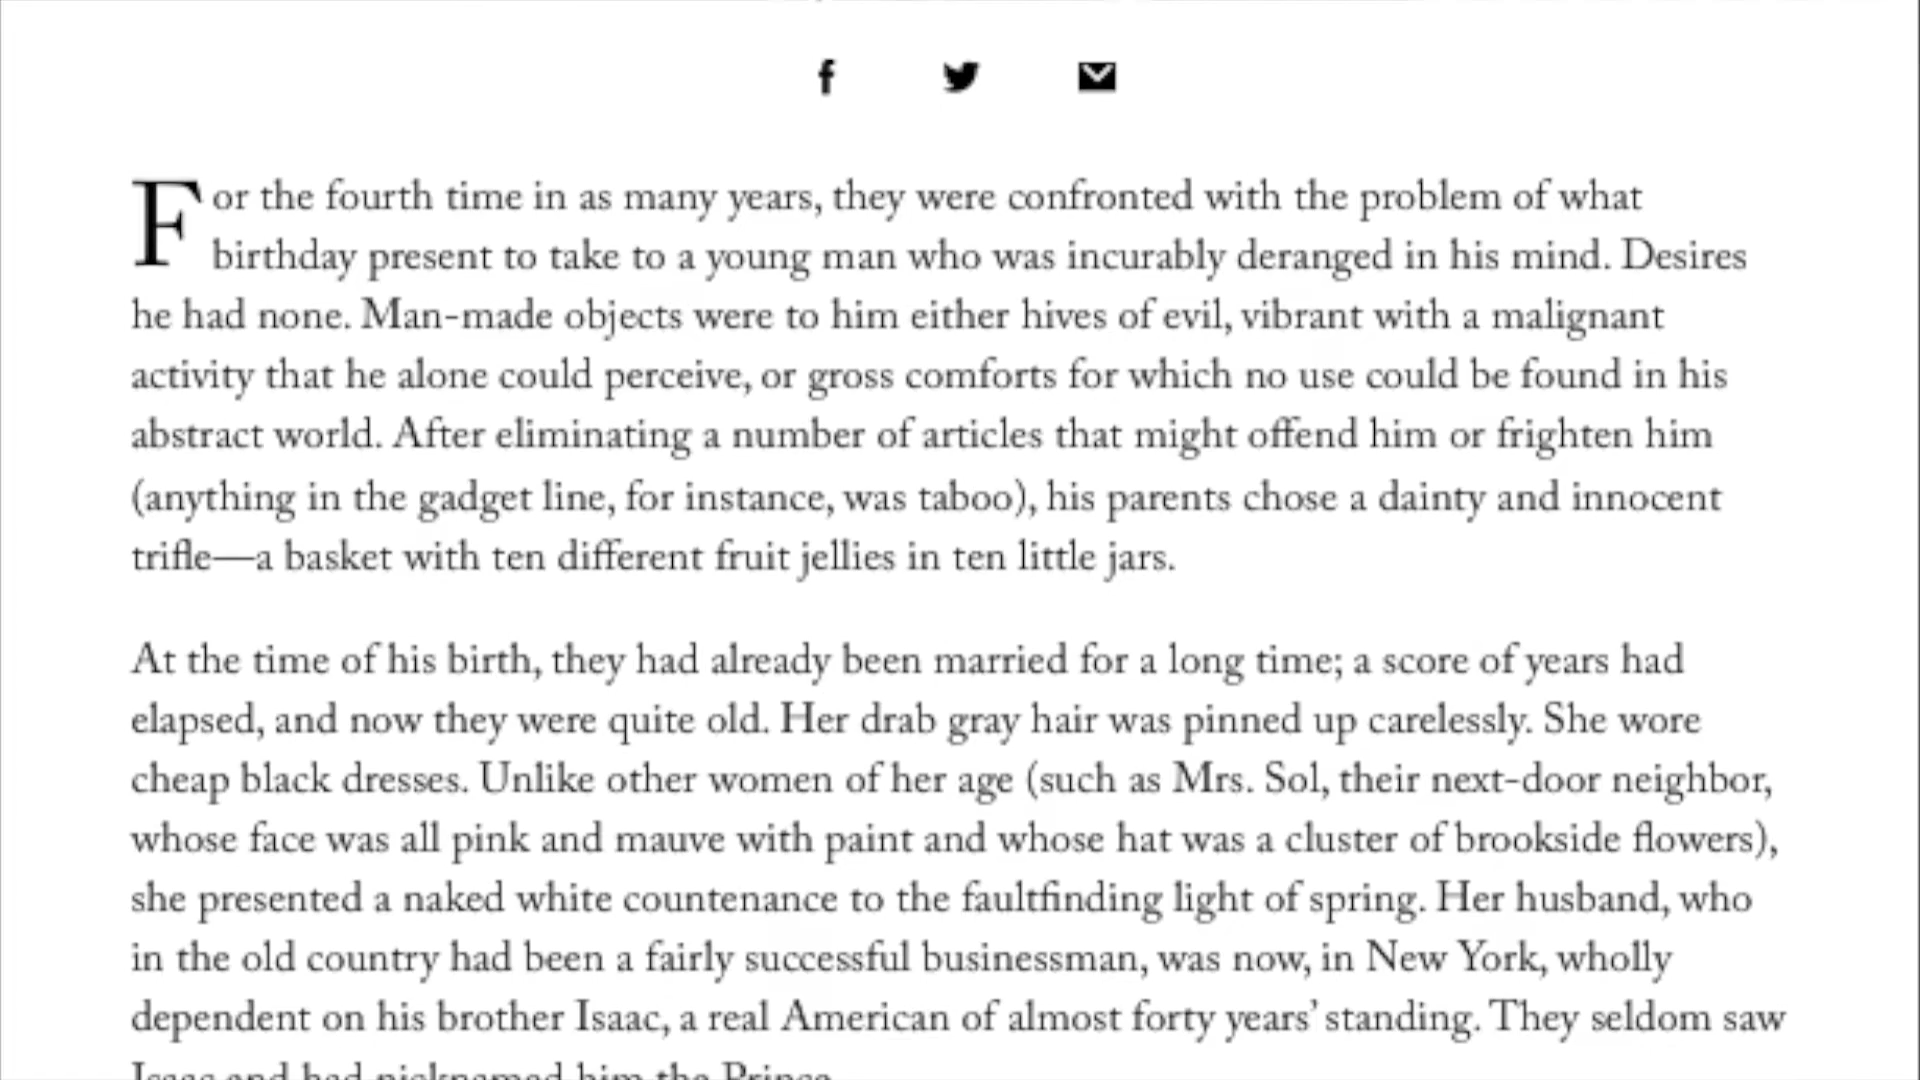 For the fourth time in as many years, they were confronted with the problem of what
birthday present to take to a young man who was incurably deranged in his mind. Desires
he had none. Man-made objects were to him either hives of evil, vibrant with a malignant
activity that he alone could perceive, or gross comforts for which no use could be found in his
abstract world. After eliminating a number of articles that might offend him or frighten him
(anything in the gadget line, for instance, was taboo), his parents chose a dainty and innocent
trifle—a basket with ten different fruit jellies in ten little jars.
At the time of his birth, they had already been married for a long time; a score of years had
elapsed, and now they were quite old. Her drab gray hair was pinned up carelessly. She wore
cheap black dresses. Unlike other women of her age (such as Mrs. Sol, their next-door neighbor,
whose face was all pink and mauve with paint and whose hat was a cluster of brookside flowers),
she presented a naked white countenance to the faultfinding light of spring. Her husband, who
in the old country had been a fairly successful businessman, was now, in New York, wholly
dependent on his brother Isaac, a real American of almost forty years’ standing. They seldom saw
Isaac and had nicknamed him the Prince.